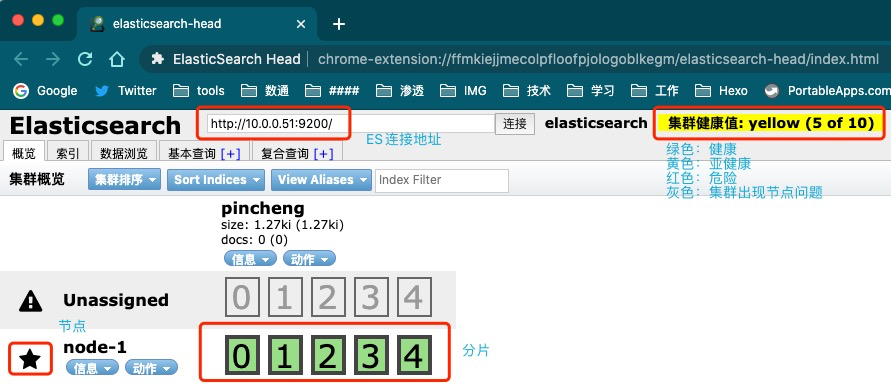 elasticsearch-head
ElasticSearch Head chrome-extension://ffmkiejjmecolpfloofpjologoblkegm/elasticsearch-head/index.html
Google Twitter tools 数通 #### 渗透 IMG 技术 学习 工作 Hexo PortableApps.com
Elasticsearch http://10.0.0.51:9200/ 连接 elasticsearch 集群健康值: yellow (5 of 10)
ES连接地址
概览 索引 数据浏览 基本查询 [+] 复合查询 [+]
绿色：健康
黄色：亚健康
红色：危险
灰色：集群出现节点问题
集群概览 集群排序 Sort Indices View Aliases Index Filter
pincheng
size: 1.27ki (1.27ki)
docs: 0 (0)
信息 动作
Unassigned 0 1 2 3 4
节点
node-1 0 1 2 3 4 分片
信息 动作